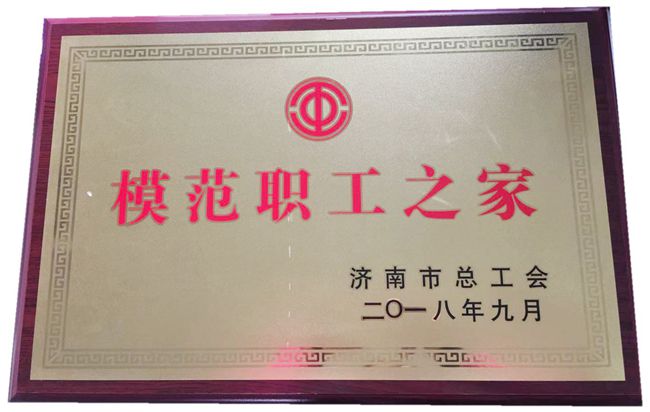 模范职工之家
济南市总工会
二〇一八年九月